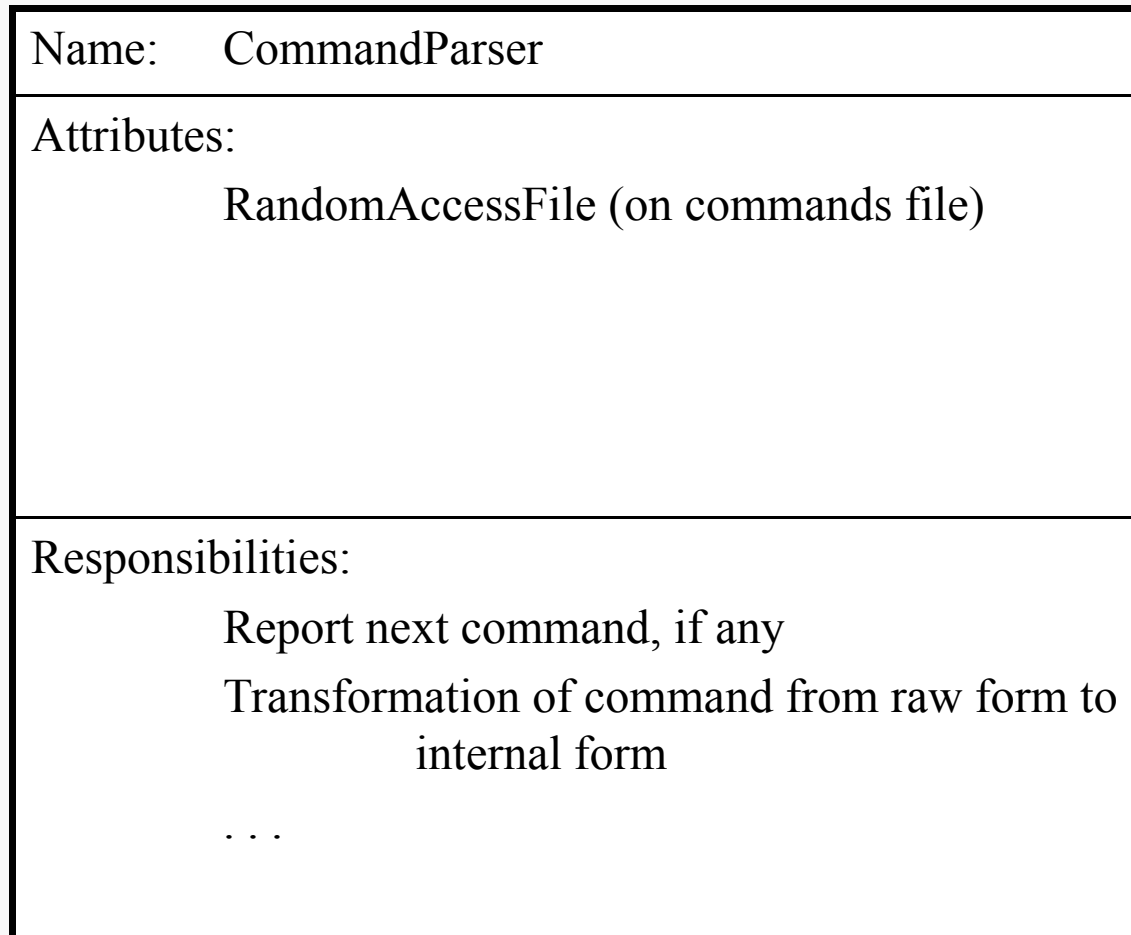 Name: CommandParser
Attributes:
RandomAccessFile (on commands file)
Responsibilities:
Report next command, if any
Transformation of command from raw form to
internal form
. . .